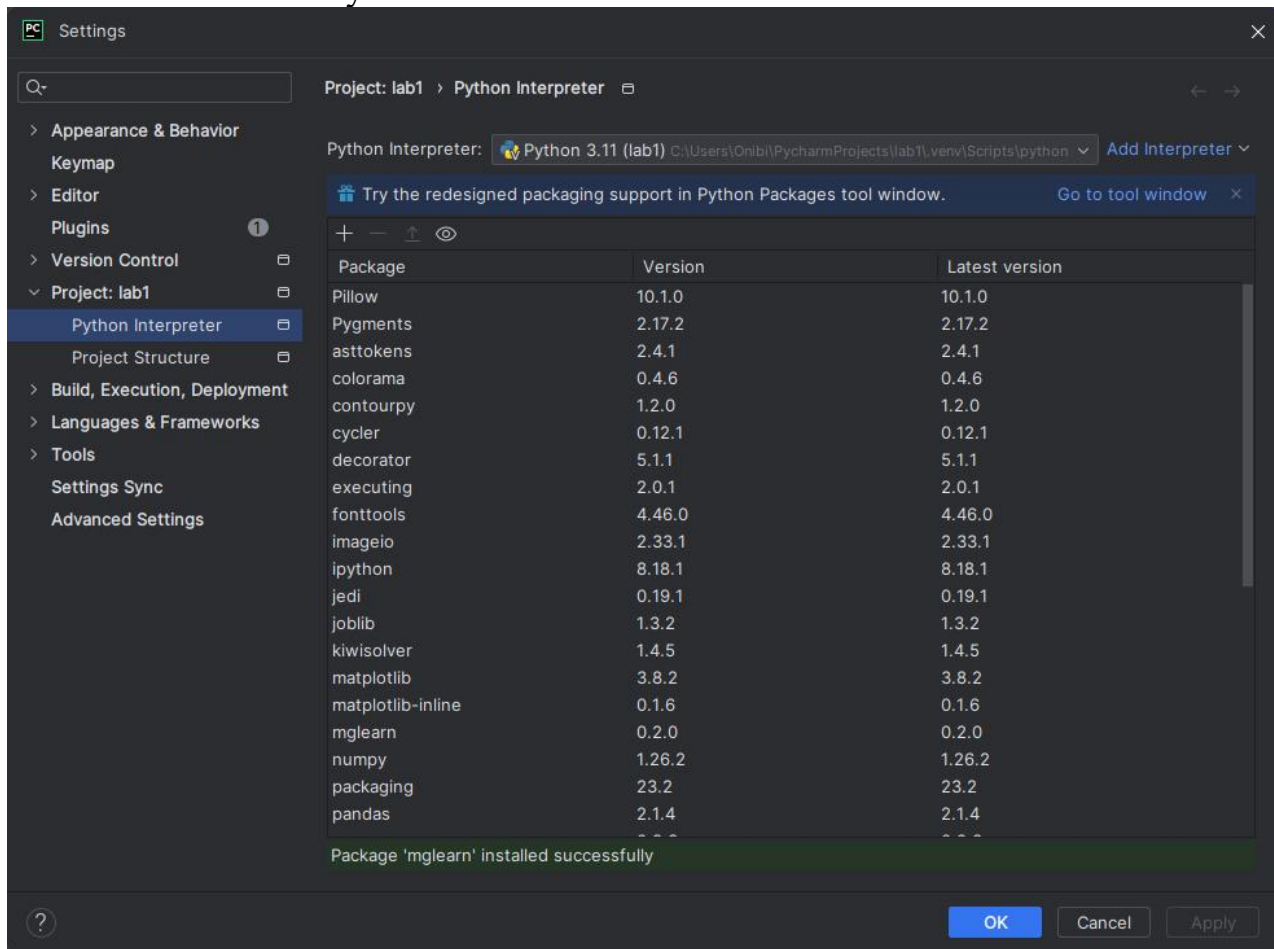 PC Settings
Project: lab1 › Python Interpreter
Appearance & Behavior
Keymap
Editor
Plugins 1
Version Control
Project: lab1
Python Interpreter
Project Structure
Build, Execution, Deployment
Languages & Frameworks
Tools
Settings Sync
Advanced Settings
Python Interpreter: Python 3.11 (lab1) C:\Users\Onibi\PycharmProjects\lab1\.venv\Scripts\python Add Interpreter
Try the redesigned packaging support in Python Packages tool window. Go to tool window
Package Version Latest version
Pillow 10.1.0 10.1.0
Pygments 2.17.2 2.17.2
asttokens 2.4.1 2.4.1
colorama 0.4.6 0.4.6
contourpy 1.2.0 1.2.0
cycler 0.12.1 0.12.1
decorator 5.1.1 5.1.1
executing 2.0.1 2.0.1
fonttools 4.46.0 4.46.0
imageio 2.33.1 2.33.1
ipython 8.18.1 8.18.1
jedi 0.19.1 0.19.1
joblib 1.3.2 1.3.2
kiwisolver 1.4.5 1.4.5
matplotlib 3.8.2 3.8.2
matplotlib-inline 0.1.6 0.1.6
mglearn 0.2.0 0.2.0
numpy 1.26.2 1.26.2
packaging 23.2 23.2
pandas 2.1.4 2.1.4
Package 'mglearn' installed successfully
? OK Cancel Apply